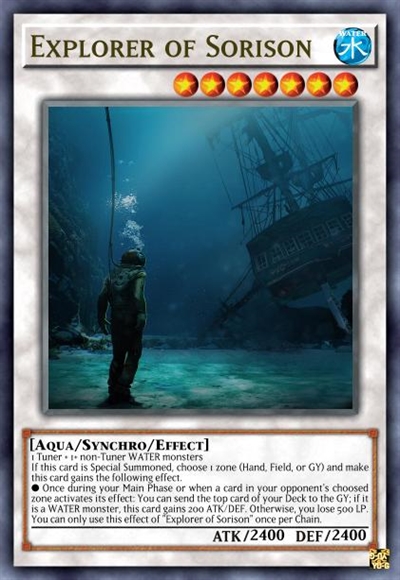 EXPLORER OF SORISON
WATER
水
[AQUA/SYNCHRO/EFFECT]
1 Tuner + 1+ non-Tuner WATER monsters
If this card is Special Summoned, choose 1 zone (Hand, Field, or GY) and make
this card gains the following effect.
● Once during your Main Phase or when a card in your opponent's choosed
zone activates its effect: You can send the top card of your Deck to the GY; if it
is a WATER monster, this card gains 200 ATK/DEF. Otherwise, you lose 500 LP.
You can only use this effect of "Explorer of Sorison" once per Chain.
ATK/2400 DEF/2400